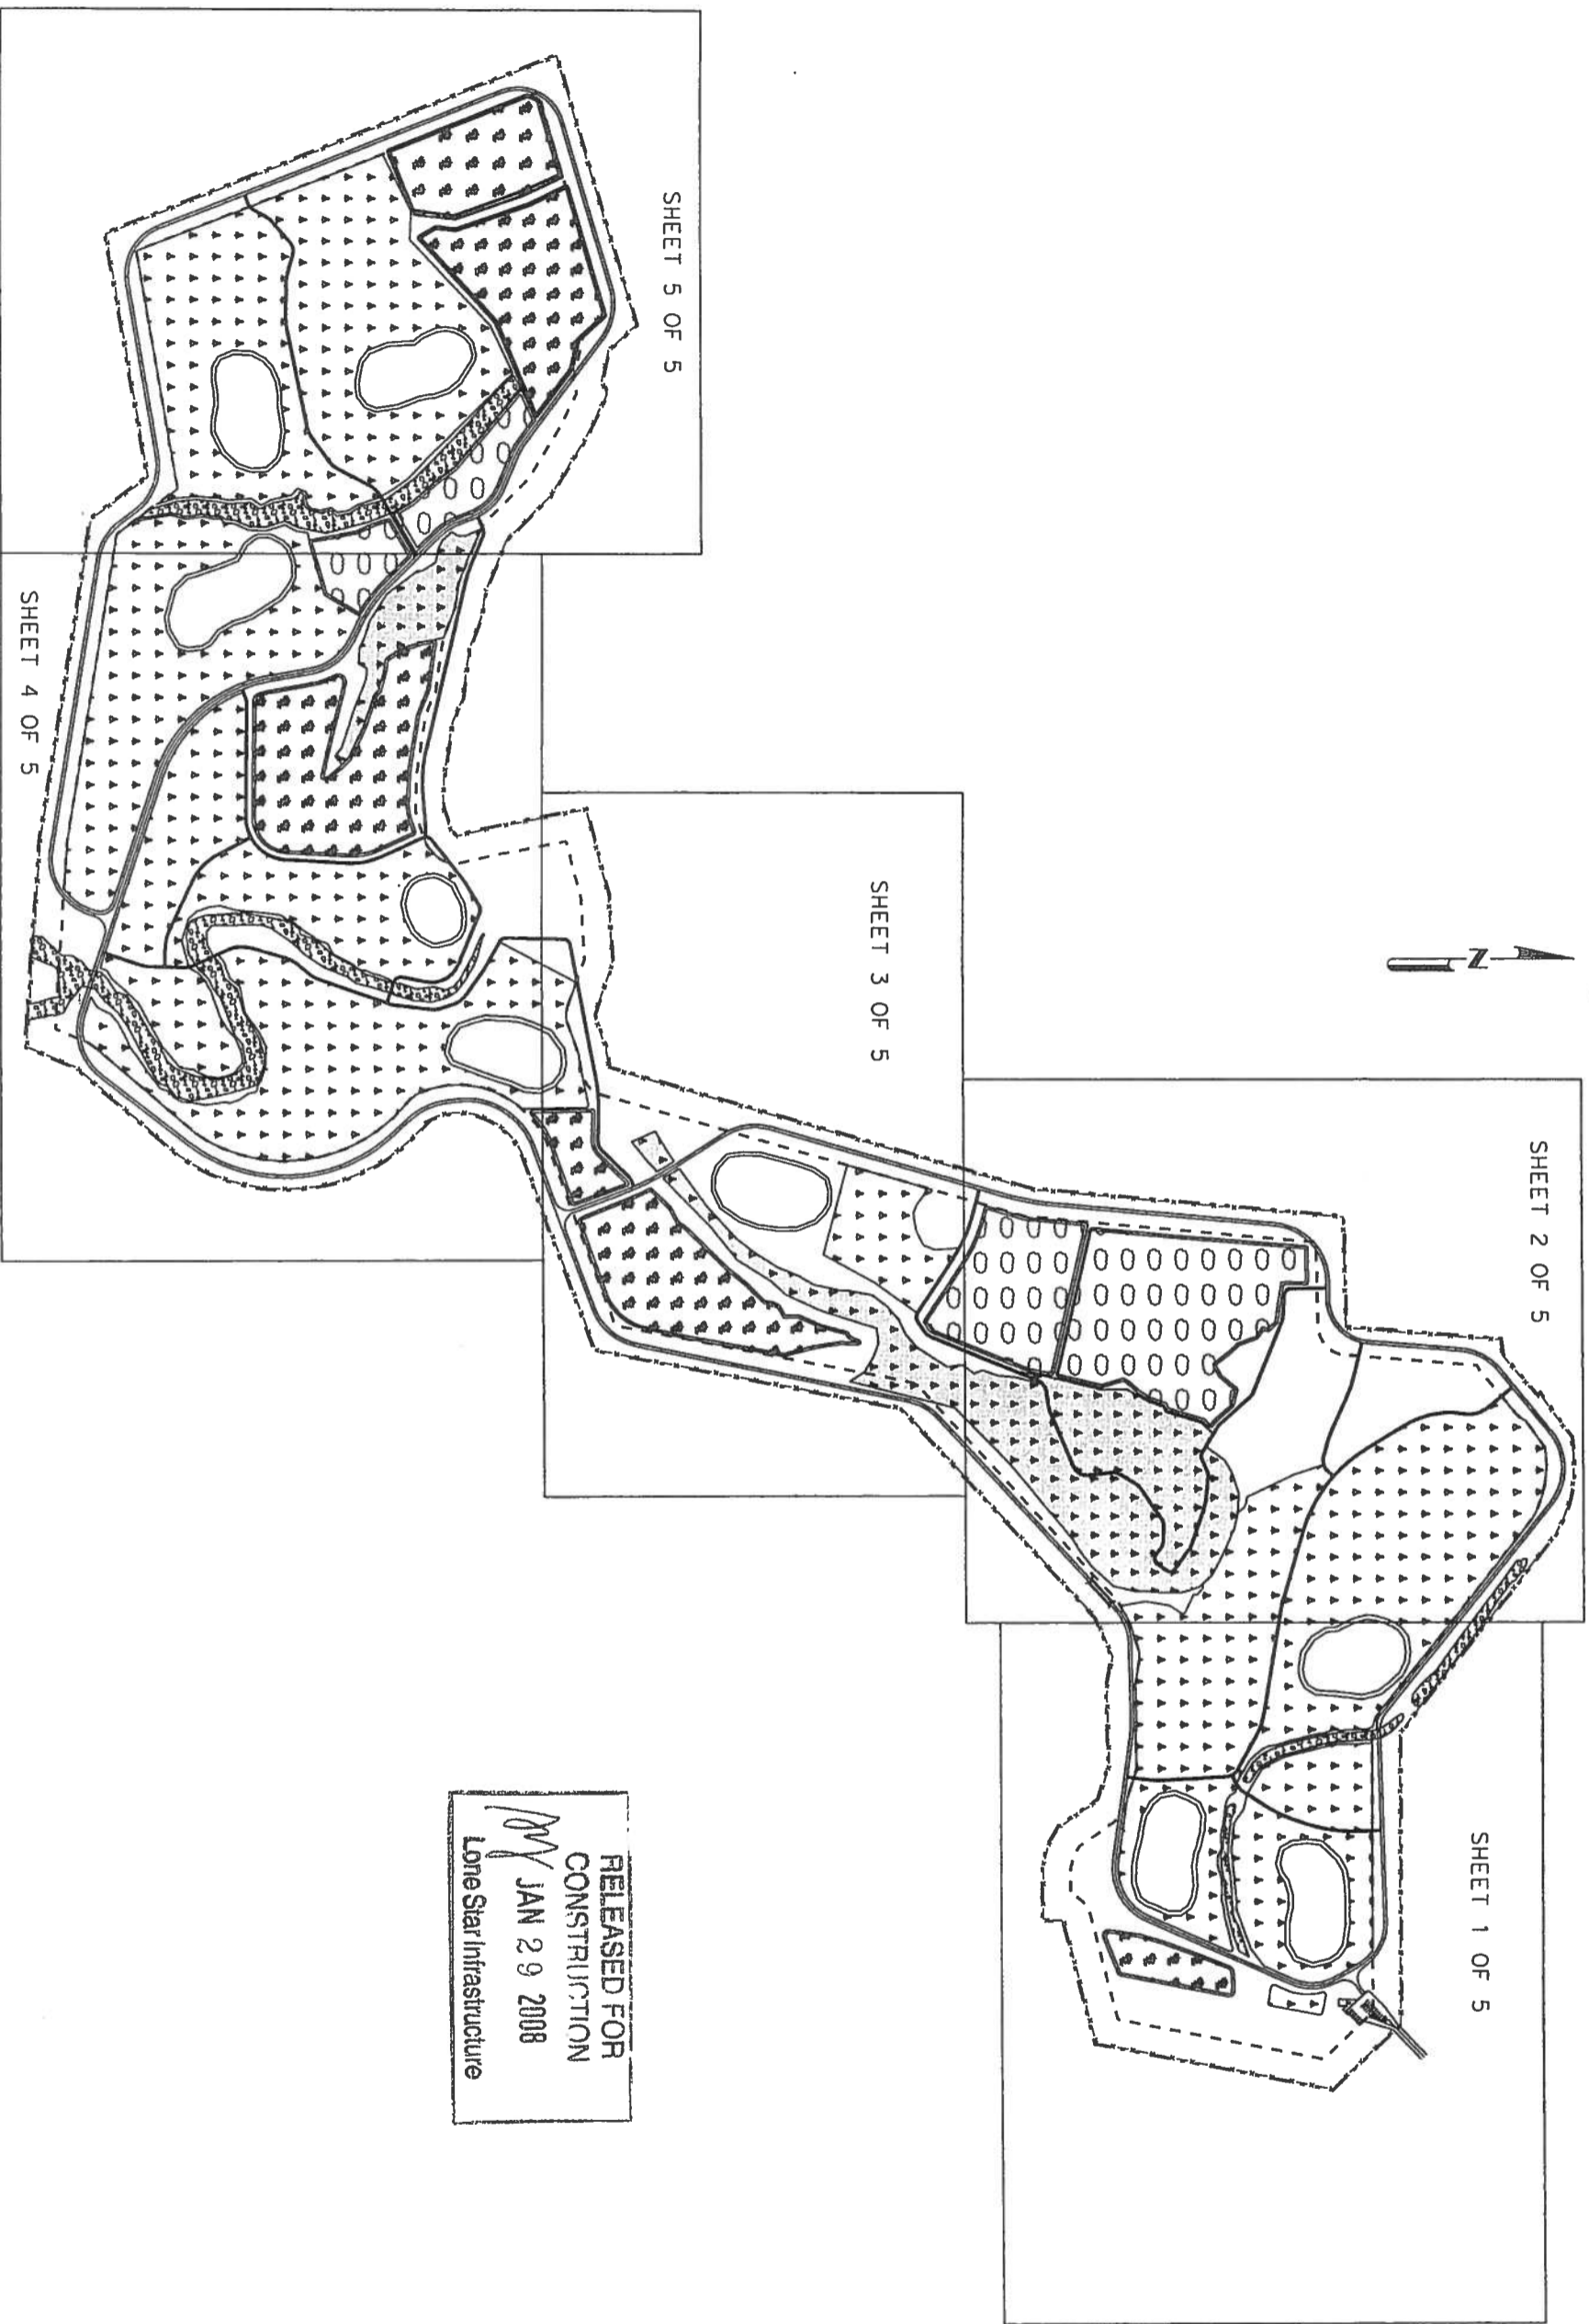 SHEET 5 OF 5
SHEET 4 OF 5
SHEET 3 OF 5
SHEET 2 OF 5
SHEET 1 OF 5
N
RELEASED FOR
CONSTRUCTION
JAN 29 2008
Lone Star Infrastructure